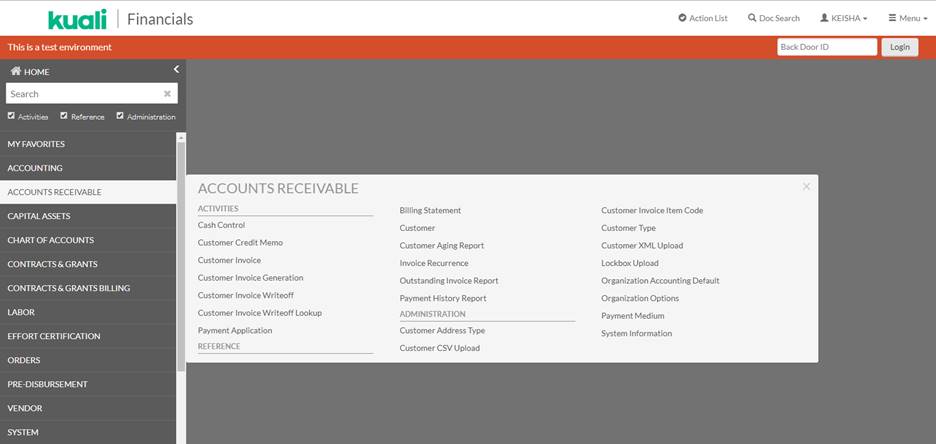 kuali | Financials
Action List
Doc Search
KEISHA
Menu
This is a test environment
Back Door ID
Login
HOME
Search
Activities
Reference
Administration
MY FAVORITES
ACCOUNTING
ACCOUNTS RECEIVABLE
CAPITAL ASSETS
CHART OF ACCOUNTS
CONTRACTS & GRANTS
CONTRACTS & GRANTS BILLING
LABOR
EFFORT CERTIFICATION
ORDERS
PRE-DISBURSEMENT
VENDOR
SYSTEM
ACCOUNTS RECEIVABLE
ACTIVITIES
Cash Control
Customer Credit Memo
Customer Invoice
Customer Invoice Generation
Customer Invoice Writeoff
Customer Invoice Writeoff Lookup
Payment Application
REFERENCE
Billing Statement
Customer
Customer Aging Report
Invoice Recurrence
Outstanding Invoice Report
Payment History Report
ADMINISTRATION
Customer Address Type
Customer CSV Upload
Customer Invoice Item Code
Customer Type
Customer XML Upload
Lockbox Upload
Organization Accounting Default
Organization Options
Payment Medium
System Information